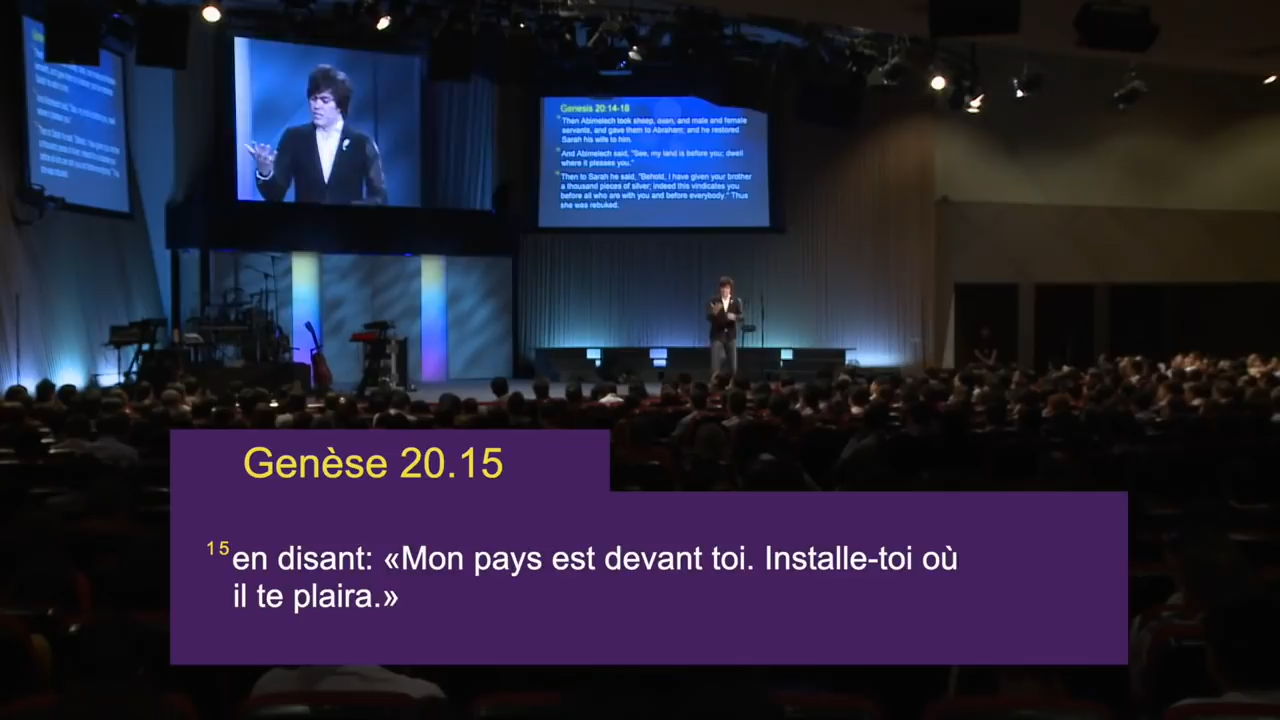 Genesis 20:14-18
Then Abimelech took sheep, oxen, and male and female
servants, and gave them to Abraham; and he restored
Sarah his wife to him.
And Abimelech said, "See, my land is before you; dwell
where it pleases you."
Then to Sarah he said, "Behold, I have given your brother
a thousand pieces of silver; indeed this vindicates you
before all who are with you and before everybody." Thus
she was rebuked.
Genèse 20.15
15 en disant: «Mon pays est devant toi. Installe-toi où
il te plaira.»